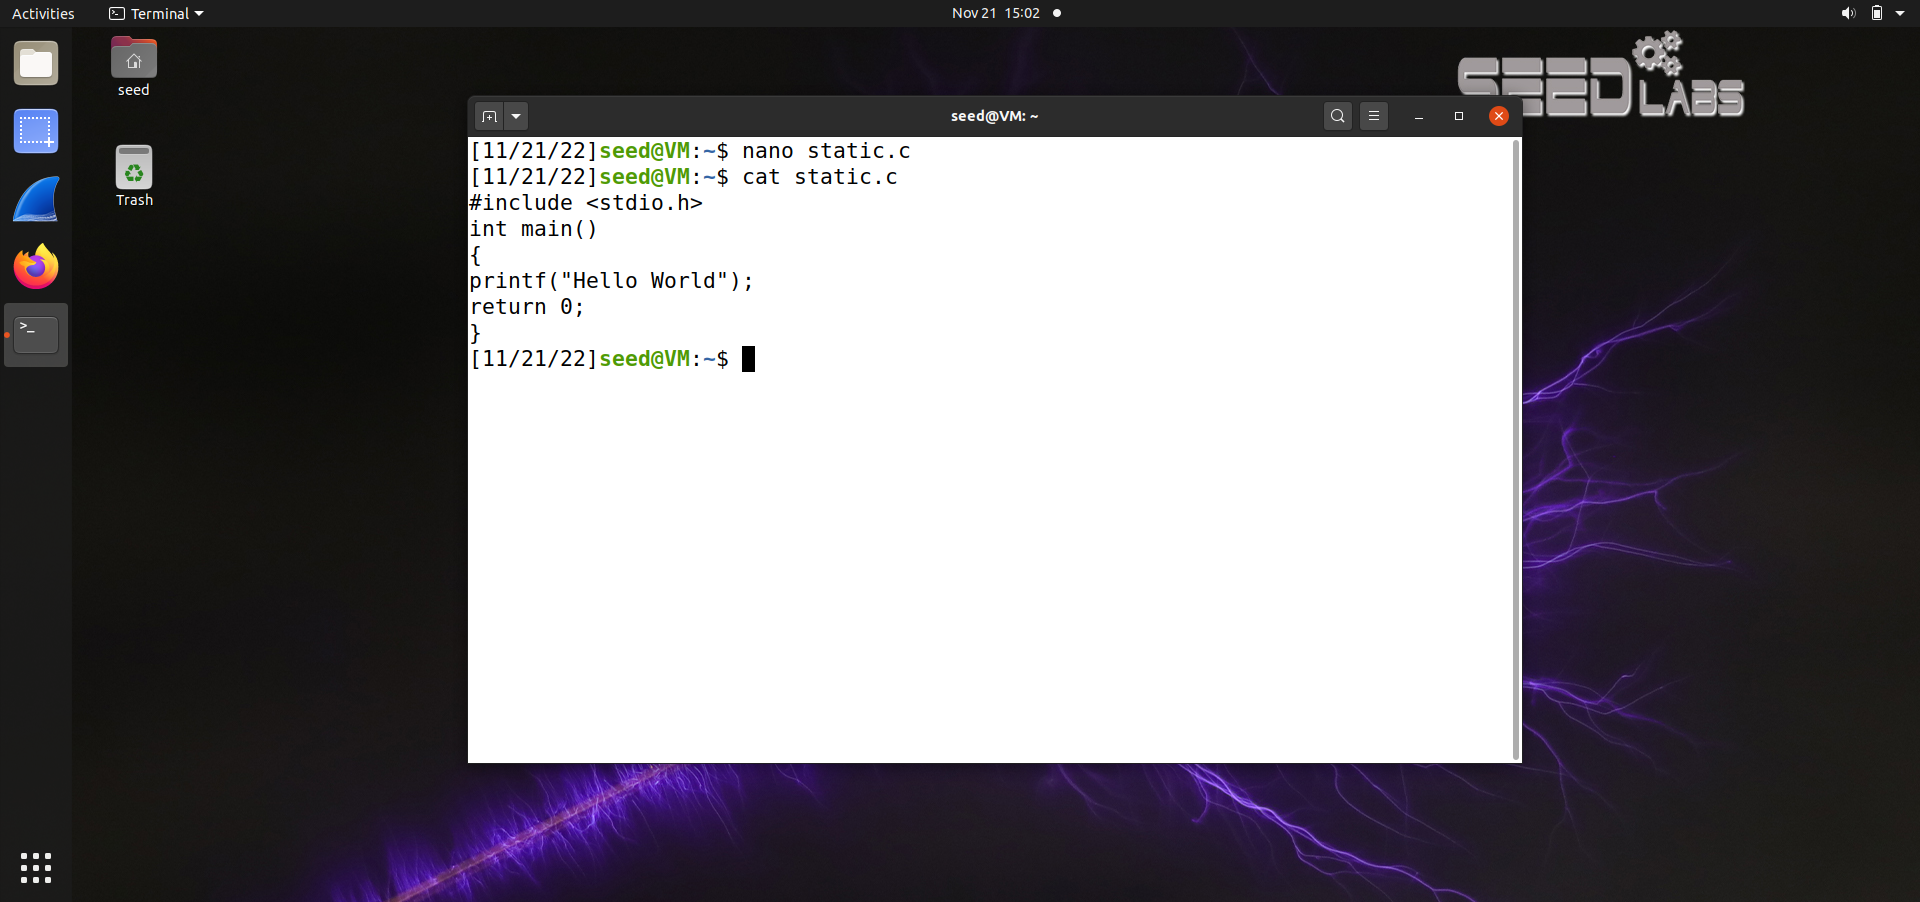 Activities
Terminal
Nov 21 15:02
seed
Trash
SEED LABS
seed@VM: ~
[11/21/22]seed@VM:~$ nano static.c
[11/21/22]seed@VM:~$ cat static.c
#include <stdio.h>
int main()
{
printf("Hello World");
return 0;
}
[11/21/22]seed@VM:~$